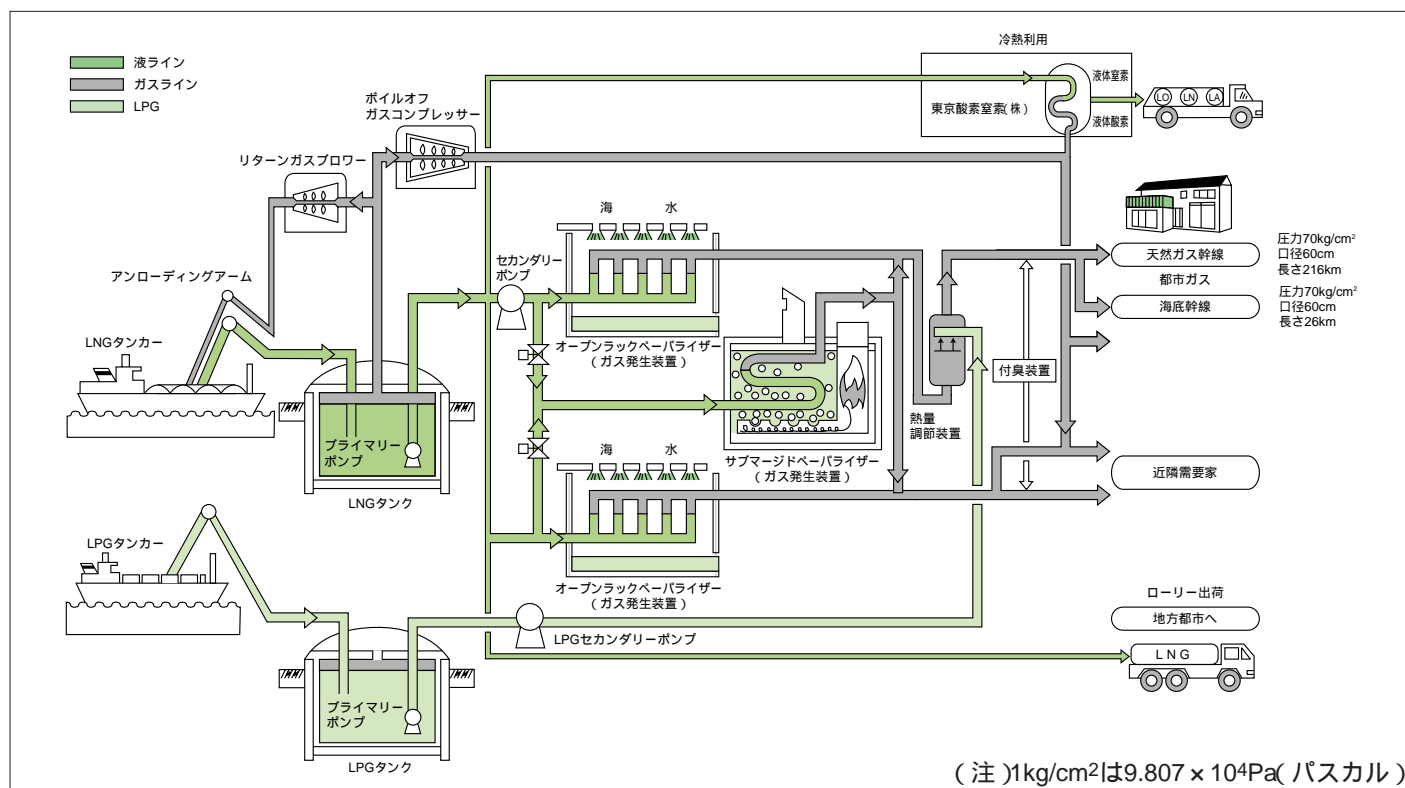 液ライン
ガスライン
LPG
ボイルオフ
ガスコンプレッサー
リターンガスブロワー
アンローディングアーム
LNGタンカー
プライマリー
ポンプ
LNGタンク
LPGタンカー
プライマリー
ポンプ
LPGタンク
セカンダリー
ポンプ
海 水
オープンラックベーパライザー
(ガス発生装置)
サブマージドベーパライザー
(ガス発生装置)
海 水
オープンラックベーパライザー
(ガス発生装置)
LPGセカンダリーポンプ
熱量
調節装置
付臭装置
冷熱利用
東京酸素窒素(株)
液体窒素
液体酸素
LO LN LA
天然ガス幹線
圧力70kg/cm²
口径60cm
長さ216km
都市ガス
海底幹線
圧力70kg/cm²
口径60cm
長さ26km
近隣需要家
ローリー出荷
地方都市へ
LNG
(注)1kg/cm²は9.807×10⁴Pa(パスカル)